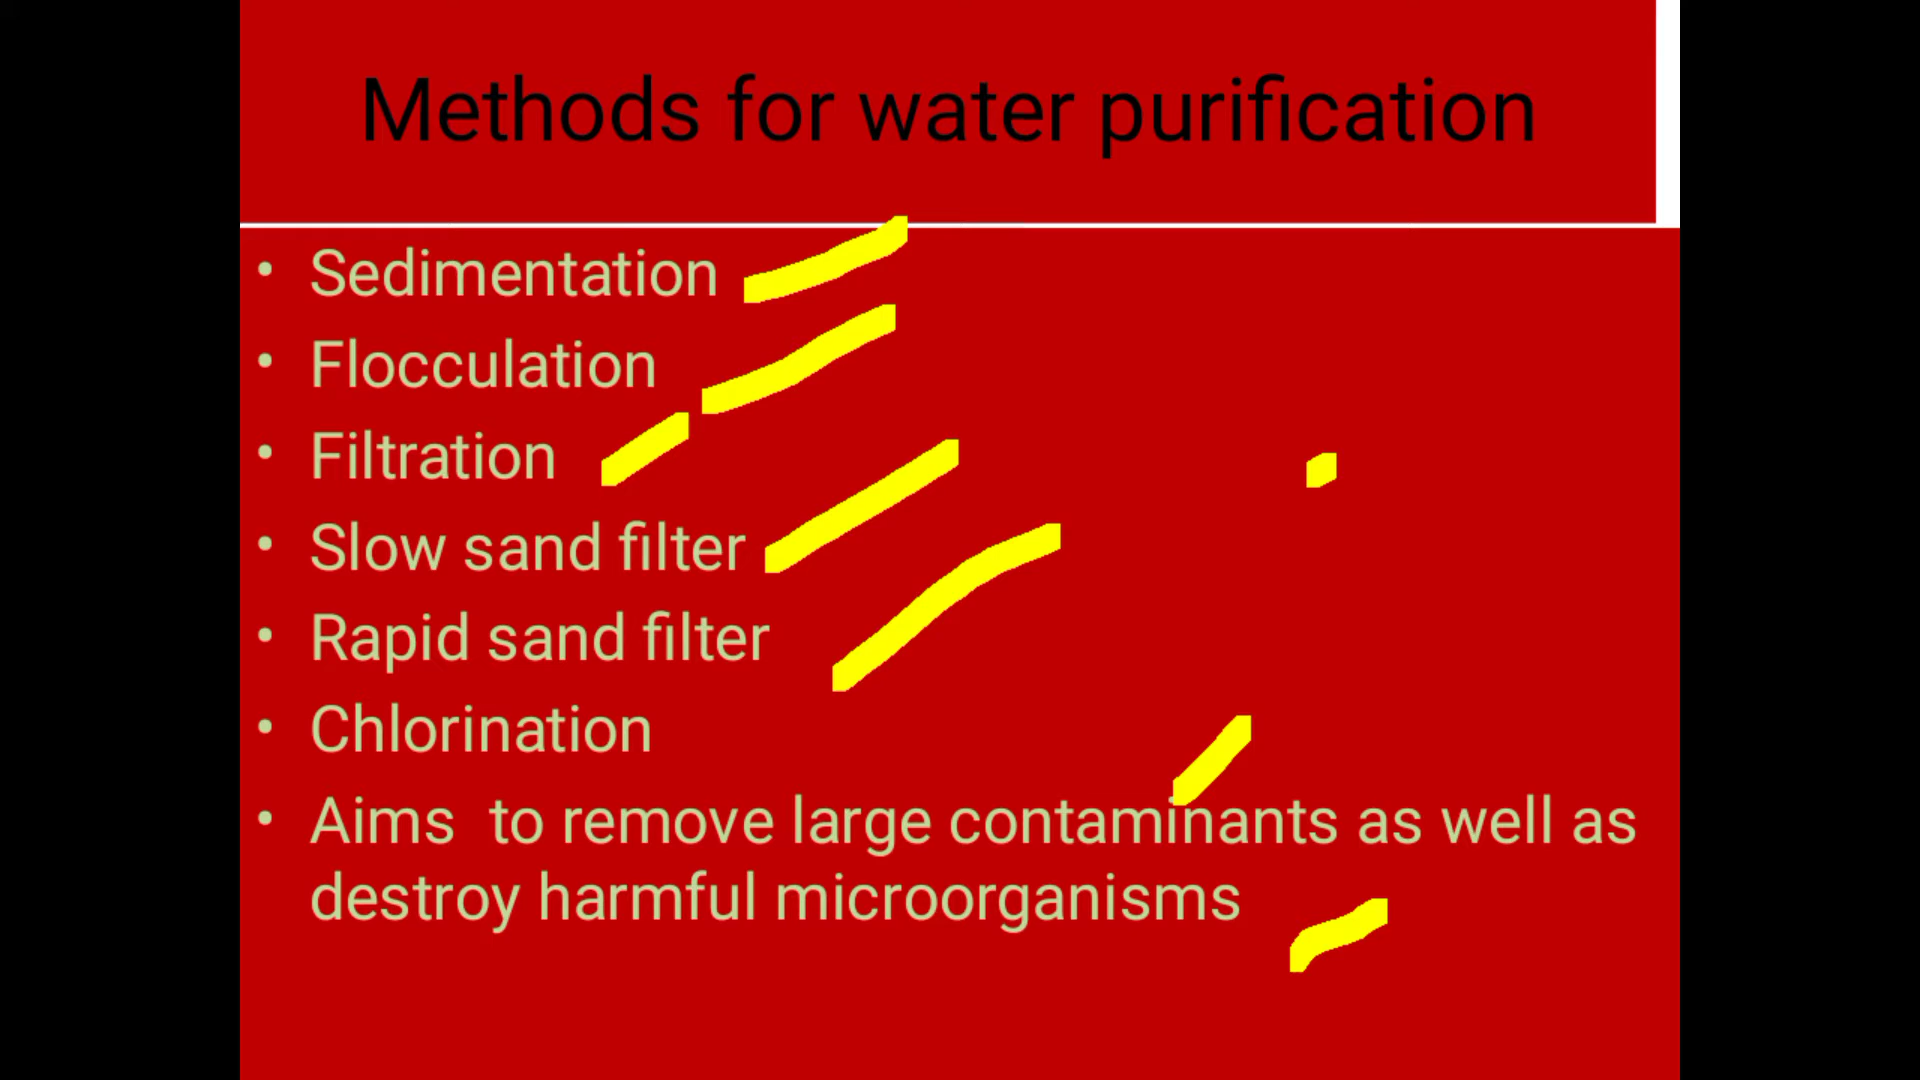 Methods for water purification
• Sedimentation
• Flocculation
• Filtration
• Slow sand filter
• Rapid sand filter
• Chlorination
• Aims  to remove large contaminants as well as
destroy harmful microorganisms